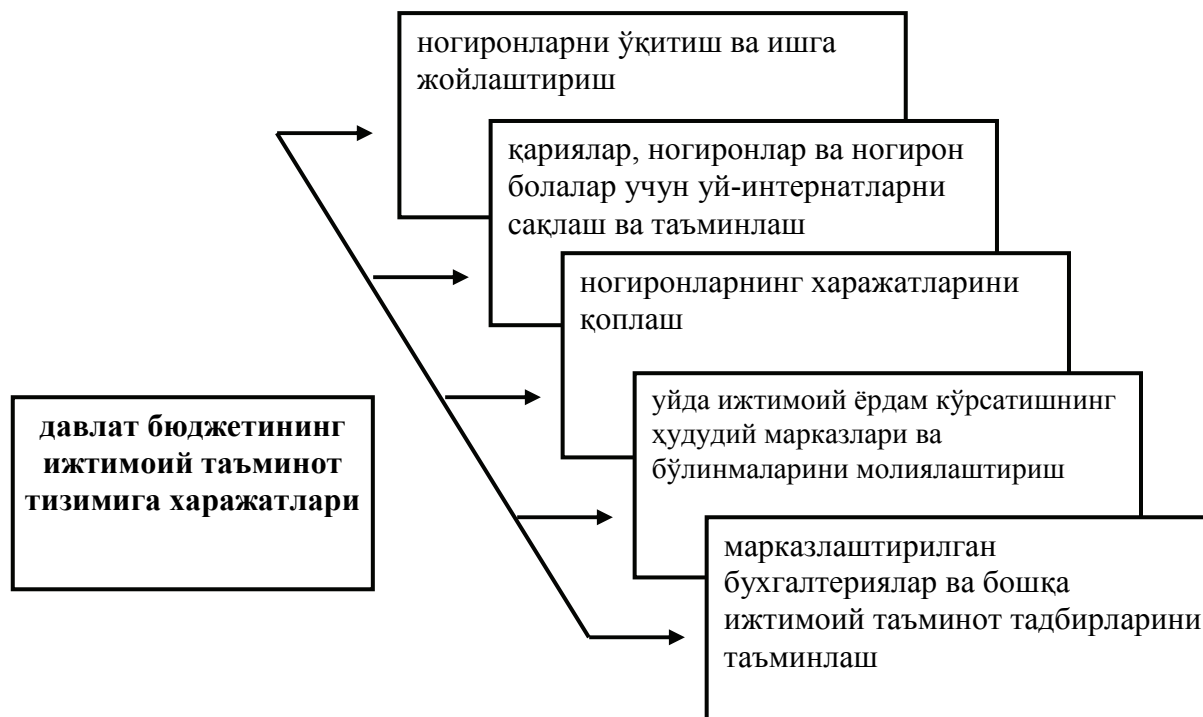 ногиронларни ўқитиш ва ишга
жойлаштириш
қариялар, ногиронлар ва ногирон
болалар учун уй-интернатларни
сақлаш ва таъминлаш
ногиронларнинг харажатларини
қоплаш
уйда ижтимоий ёрдам кўрсатишнинг
ҳудудий марказлари ва
бўлинмаларини молиялаштириш
марказлаштирилган
бухгалтериялар ва бошқа
ижтимоий таъминот тадбирларини
таъминлаш
давлат бюджетининг
ижтимоий таъминот
тизимига харажатлари